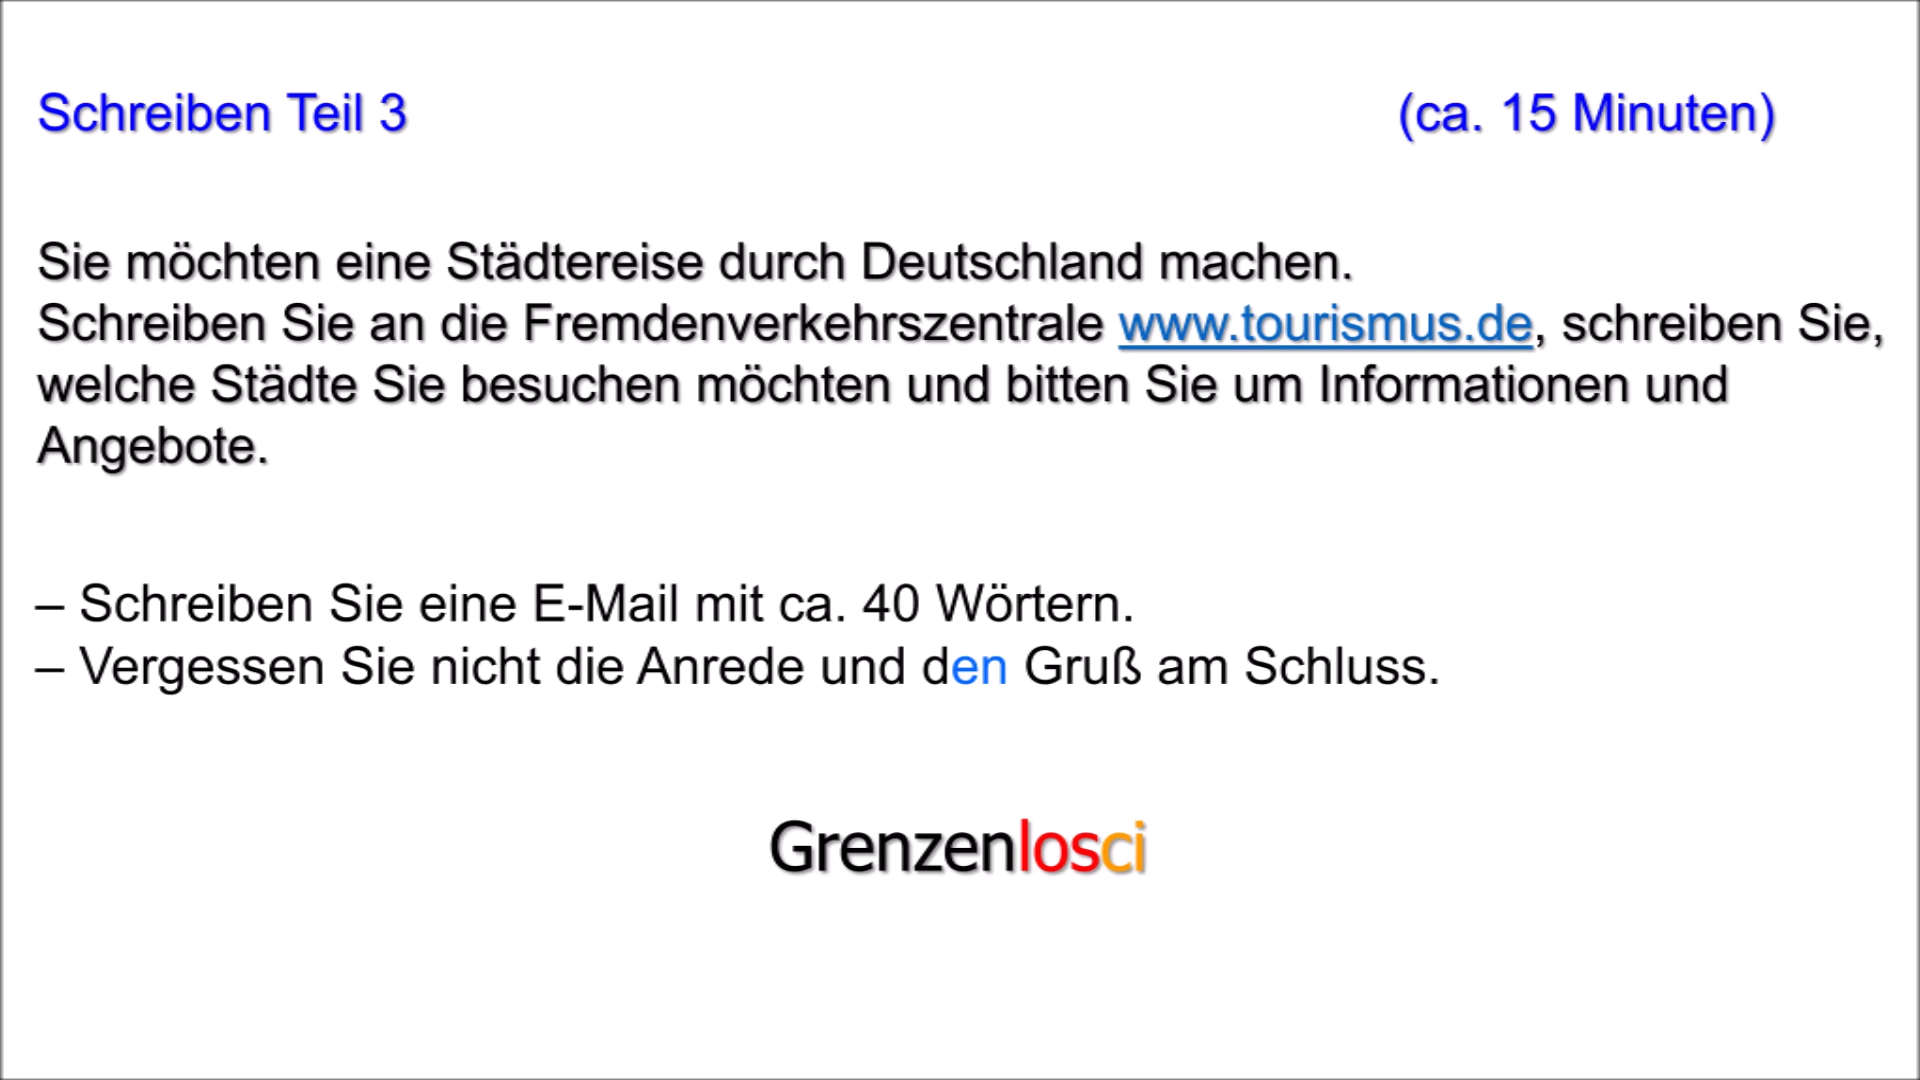 Schreiben Teil 3 (ca. 15 Minuten)
Sie möchten eine Städtereise durch Deutschland machen.
Schreiben Sie an die Fremdenverkehrszentrale www.tourismus.de, schreiben Sie,
welche Städte Sie besuchen möchten und bitten Sie um Informationen und
Angebote.
– Schreiben Sie eine E-Mail mit ca. 40 Wörtern.
– Vergessen Sie nicht die Anrede und den Gruß am Schluss.
Grenzenlosci